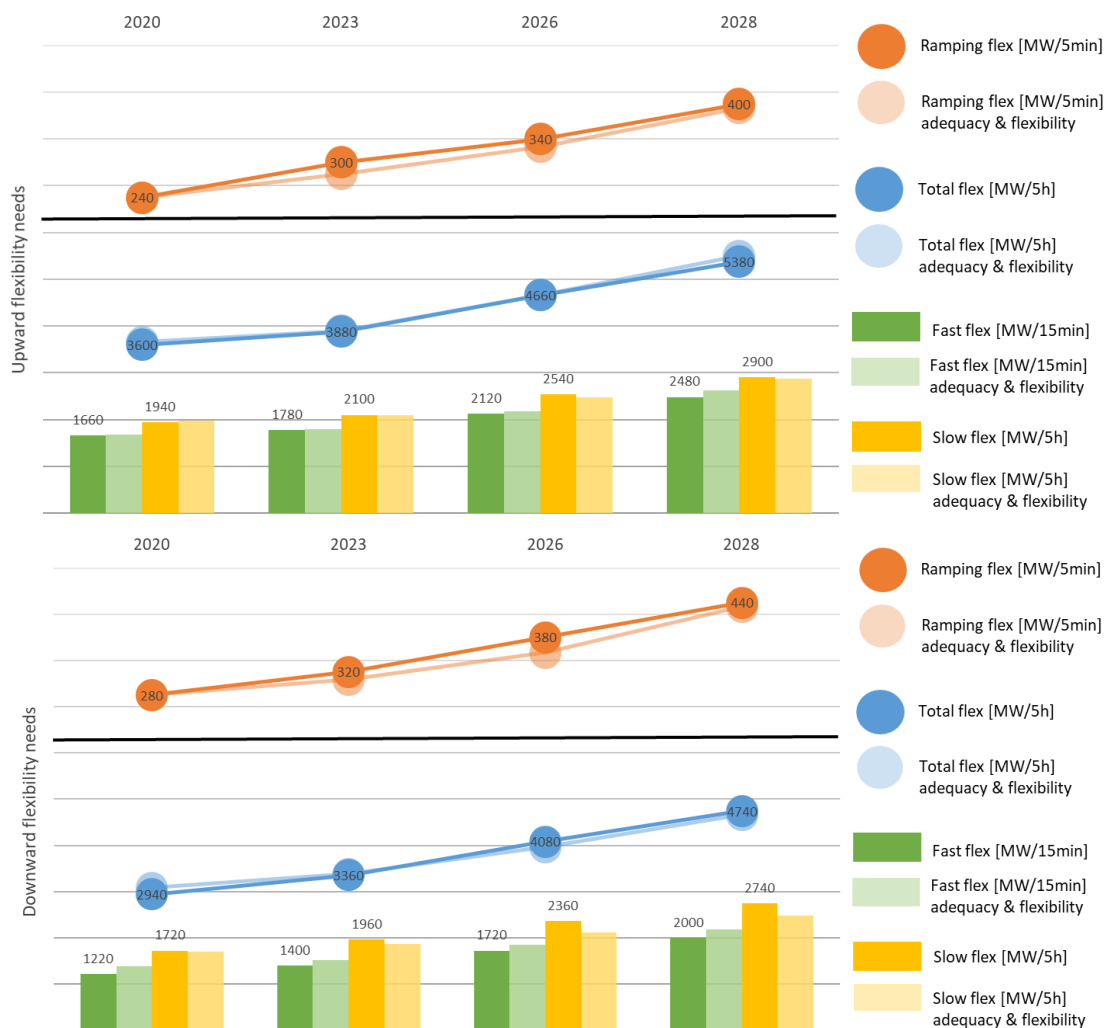 2020 2023 2026 2028
Upward flexibility needs
240 300 340 400
3600 3880 4660 5380
1660 1940 1780 2100 2120 2540 2480 2900
Ramping flex [MW/5min]
Ramping flex [MW/5min]
adequacy & flexibility
Total flex [MW/5h]
Total flex [MW/5h]
adequacy & flexibility
Fast flex [MW/15min]
Fast flex [MW/15min]
adequacy & flexibility
Slow flex [MW/5h]
Slow flex [MW/5h]
adequacy & flexibility
2020 2023 2026 2028
Downward flexibility needs
280 320 380 440
2940 3360 4080 4740
1220 1720 1400 1960 1720 2360 2000 2740
Ramping flex [MW/5min]
Ramping flex [MW/5min]
adequacy & flexibility
Total flex [MW/5h]
Total flex [MW/5h]
adequacy & flexibility
Fast flex [MW/15min]
Fast flex [MW/15min]
adequacy & flexibility
Slow flex [MW/5h]
Slow flex [MW/5h]
adequacy & flexibility